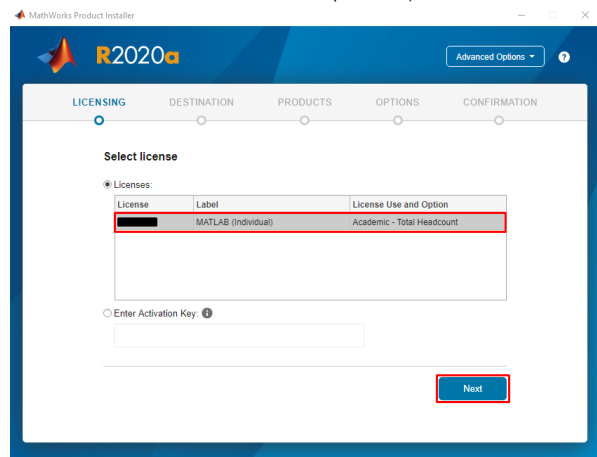 MathWorks Product Installer
R2020a
Advanced Options
?
LICENSING DESTINATION PRODUCTS OPTIONS CONFIRMATION
Select license
Licenses:
License Label License Use and Option
MATLAB (Individual) Academic - Total Headcount
Enter Activation Key: i
Next